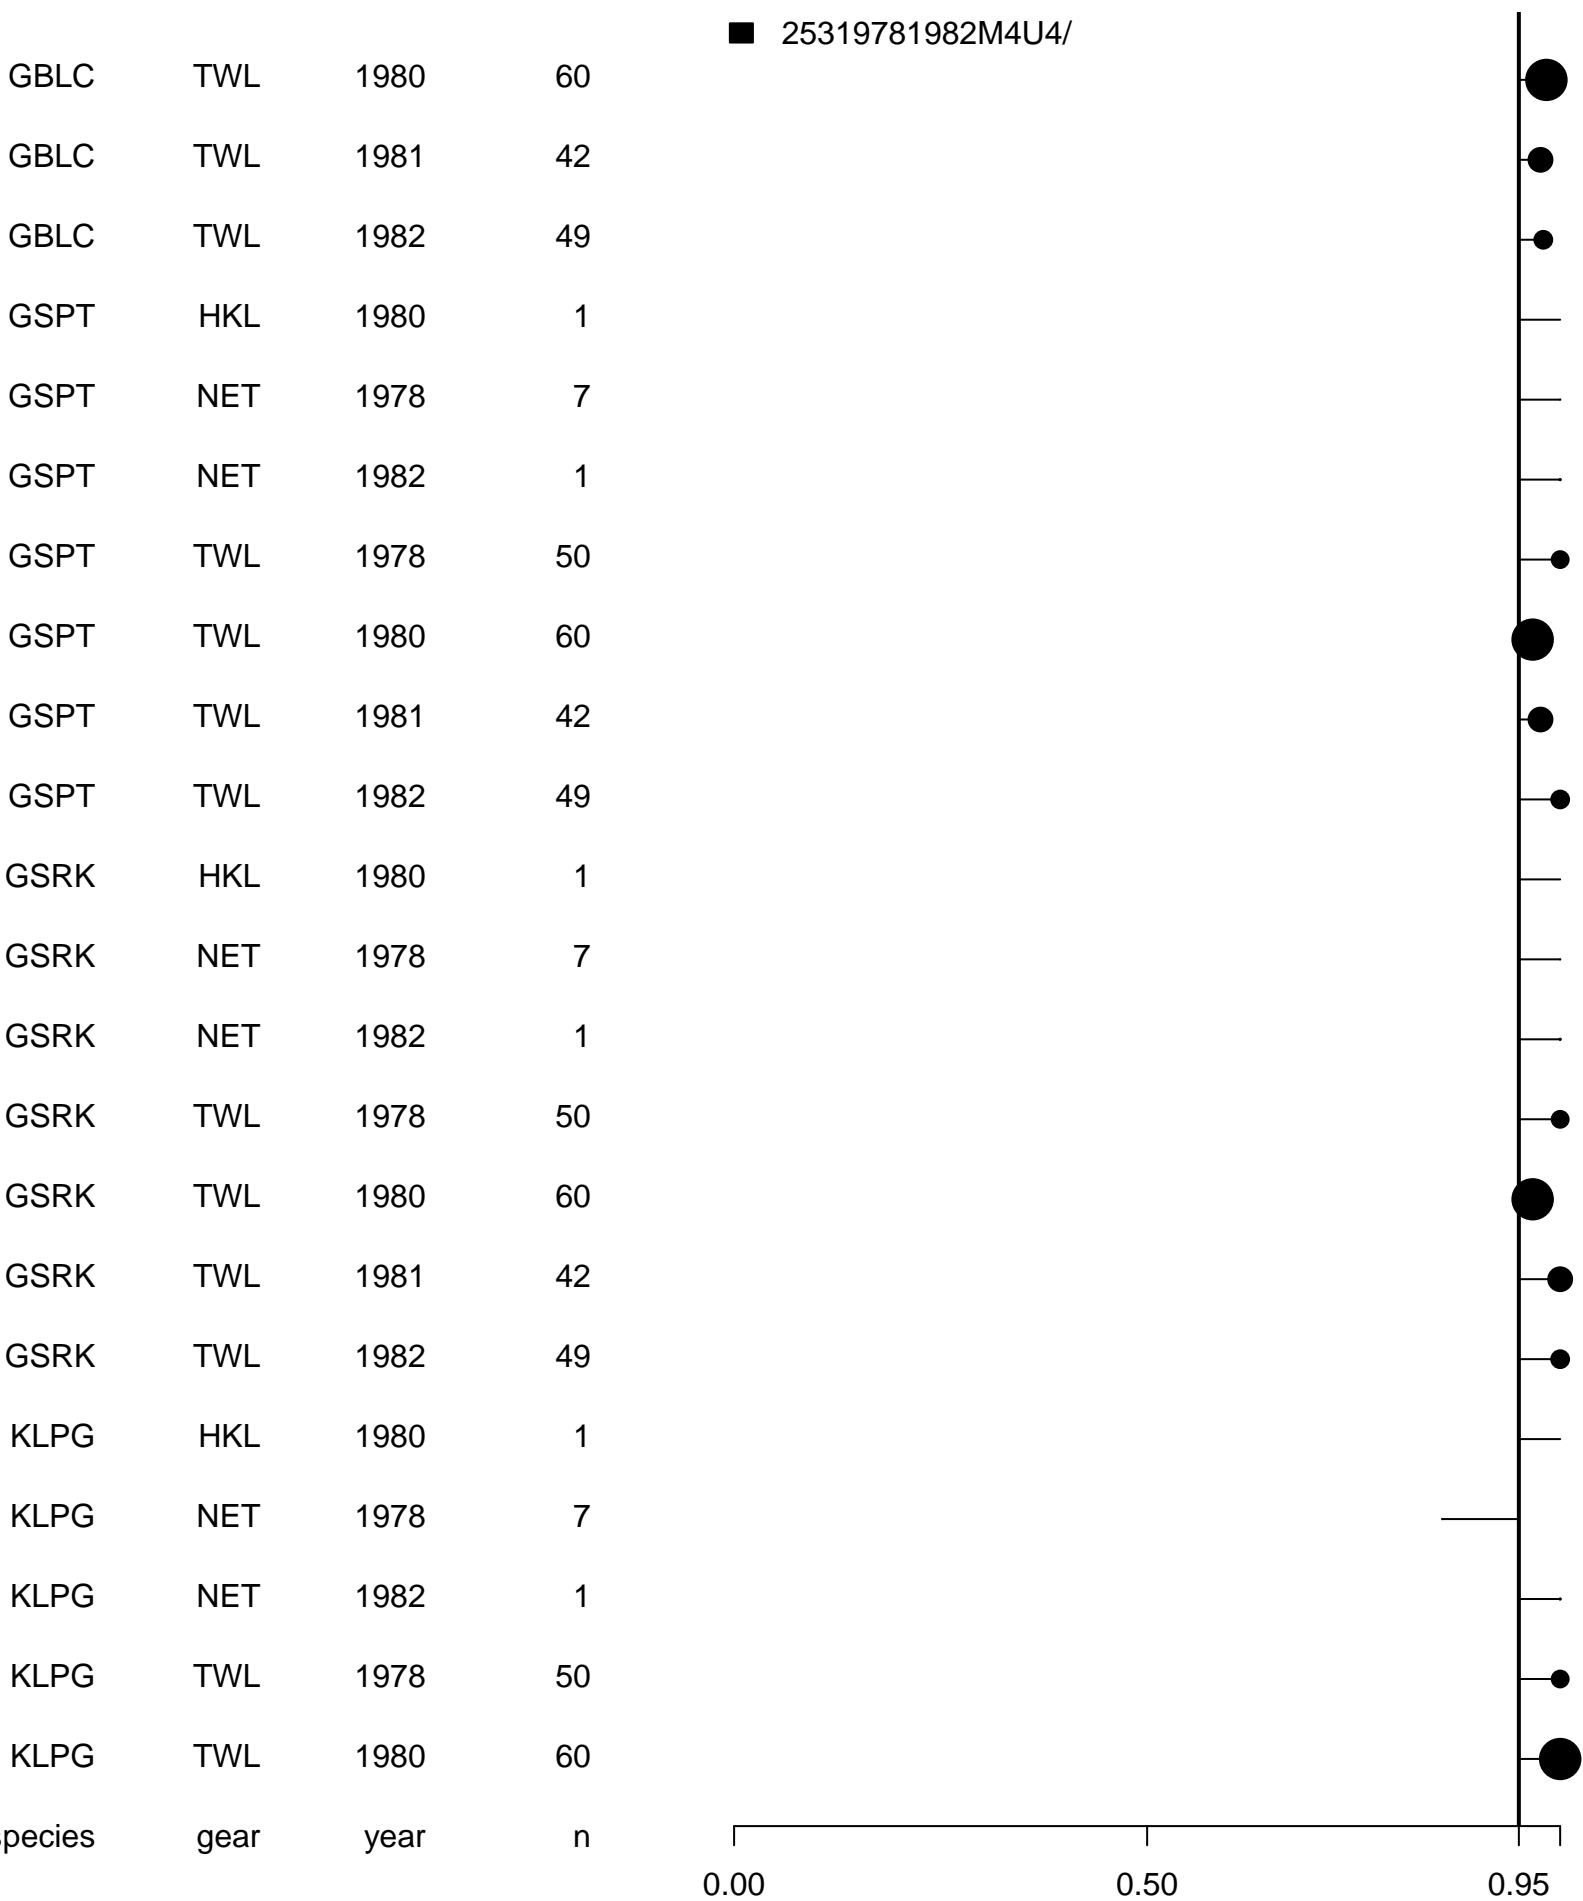 25319781982M4U4/
GBLC TWL 1980 60
GBLC TWL 1981 42
GBLC TWL 1982 49
GSPT HKL 1980 1
GSPT NET 1978 7
GSPT NET 1982 1
GSPT TWL 1978 50
GSPT TWL 1980 60
GSPT TWL 1981 42
GSPT TWL 1982 49
GSRK HKL 1980 1
GSRK NET 1978 7
GSRK NET 1982 1
GSRK TWL 1978 50
GSRK TWL 1980 60
GSRK TWL 1981 42
GSRK TWL 1982 49
KLPG HKL 1980 1
KLPG NET 1978 7
KLPG NET 1982 1
KLPG TWL 1978 50
KLPG TWL 1980 60
species gear year n
0.00 0.50 0.95